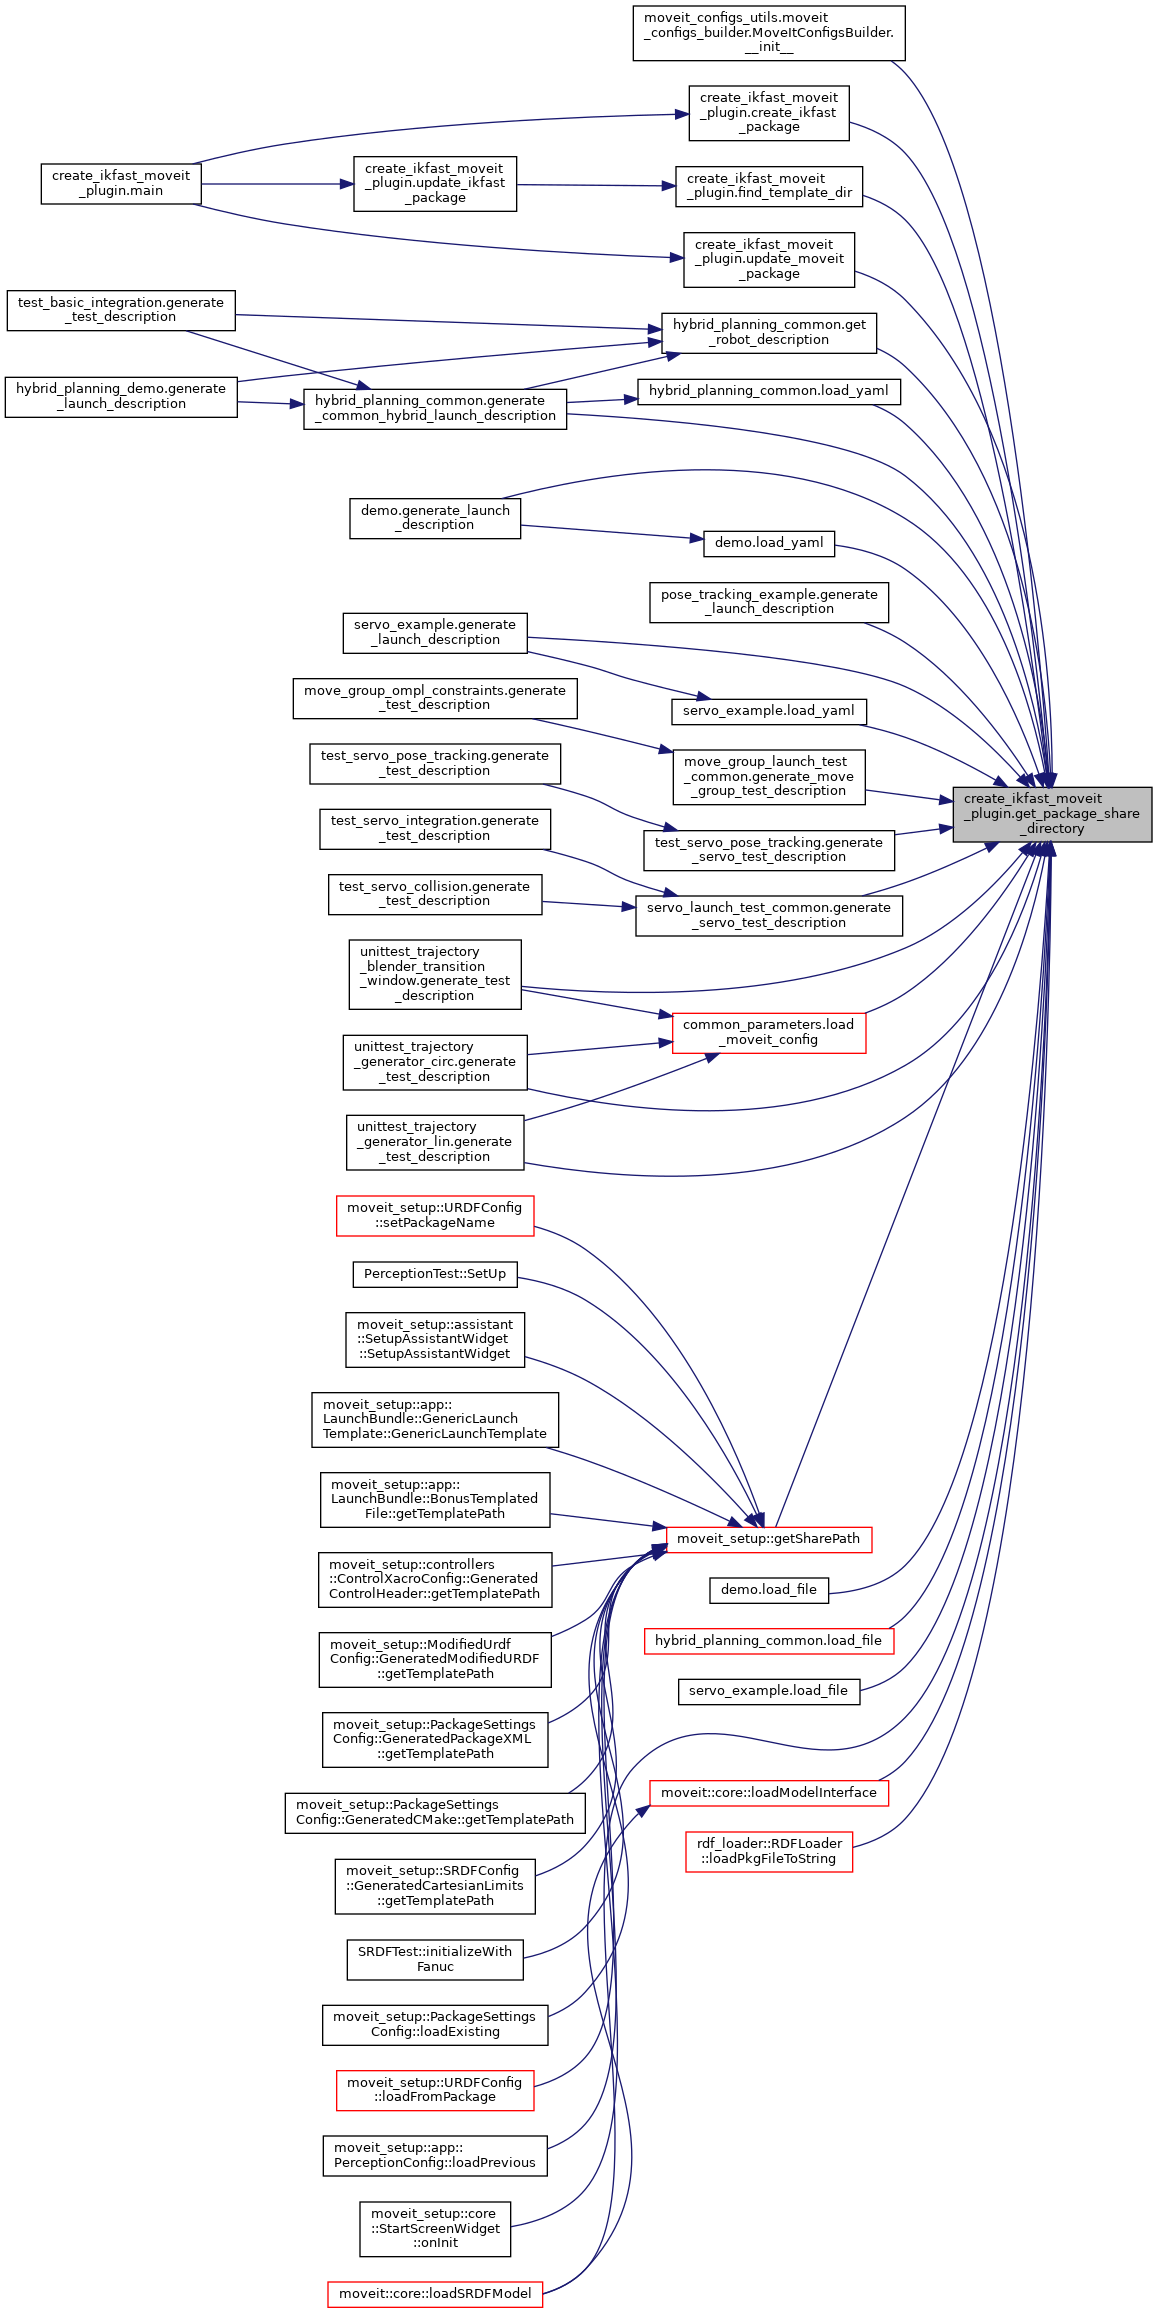 moveit_configs_utils.moveit
_configs_builder.MoveItConfigsBuilder.
__init__
create_ikfast_moveit
_plugin.create_ikfast
_package
create_ikfast_moveit
_plugin.main
create_ikfast_moveit
_plugin.update_ikfast
_package
create_ikfast_moveit
_plugin.find_template_dir
create_ikfast_moveit
_plugin.update_moveit
_package
test_basic_integration.generate
_test_description
hybrid_planning_common.get
_robot_description
hybrid_planning_demo.generate
_launch_description
hybrid_planning_common.generate
_common_hybrid_launch_description
hybrid_planning_common.load_yaml
demo.generate_launch
_description
demo.load_yaml
pose_tracking_example.generate
_launch_description
servo_example.generate
_launch_description
servo_example.load_yaml
move_group_ompl_constraints.generate
_test_description
move_group_launch_test
_common.generate_move
_group_test_description
test_servo_pose_tracking.generate
_test_description
create_ikfast_moveit
_plugin.get_package_share
_directory
test_servo_integration.generate
_test_description
test_servo_pose_tracking.generate
_servo_test_description
test_servo_collision.generate
_test_description
servo_launch_test_common.generate
_servo_test_description
unittest_trajectory
_blender_transition
_window.generate_test
_description
common_parameters.load
_moveit_config
unittest_trajectory
_generator_circ.generate
_test_description
unittest_trajectory
_generator_lin.generate
_test_description
moveit_setup::URDFConfig
::setPackageName
PerceptionTest::SetUp
moveit_setup::assistant
::SetupAssistantWidget
::SetupAssistantWidget
moveit_setup::app::
LaunchBundle::GenericLaunch
Template::GenericLaunchTemplate
moveit_setup::app::
LaunchBundle::BonusTemplated
File::getTemplatePath
moveit_setup::getSharePath
moveit_setup::controllers
::ControlXacroConfig::Generated
ControlHeader::getTemplatePath
demo.load_file
moveit_setup::ModifiedUrdf
Config::GeneratedModifiedURDF
::getTemplatePath
hybrid_planning_common.load_file
servo_example.load_file
moveit_setup::PackageSettings
Config::GeneratedPackageXML
::getTemplatePath
moveit::core::loadModelInterface
moveit_setup::PackageSettings
Config::GeneratedCMake::getTemplatePath
rdf_loader::RDFLoader
::loadPkgFileToString
moveit_setup::SRDFConfig
::GeneratedCartesianLimits
::getTemplatePath
SRDFTest::initializeWith
Fanuc
moveit_setup::PackageSettings
Config::loadExisting
moveit_setup::URDFConfig
::loadFromPackage
moveit_setup::app::
PerceptionConfig::loadPrevious
moveit_setup::core
::StartScreenWidget
::onInit
moveit::core::loadSRDFModel